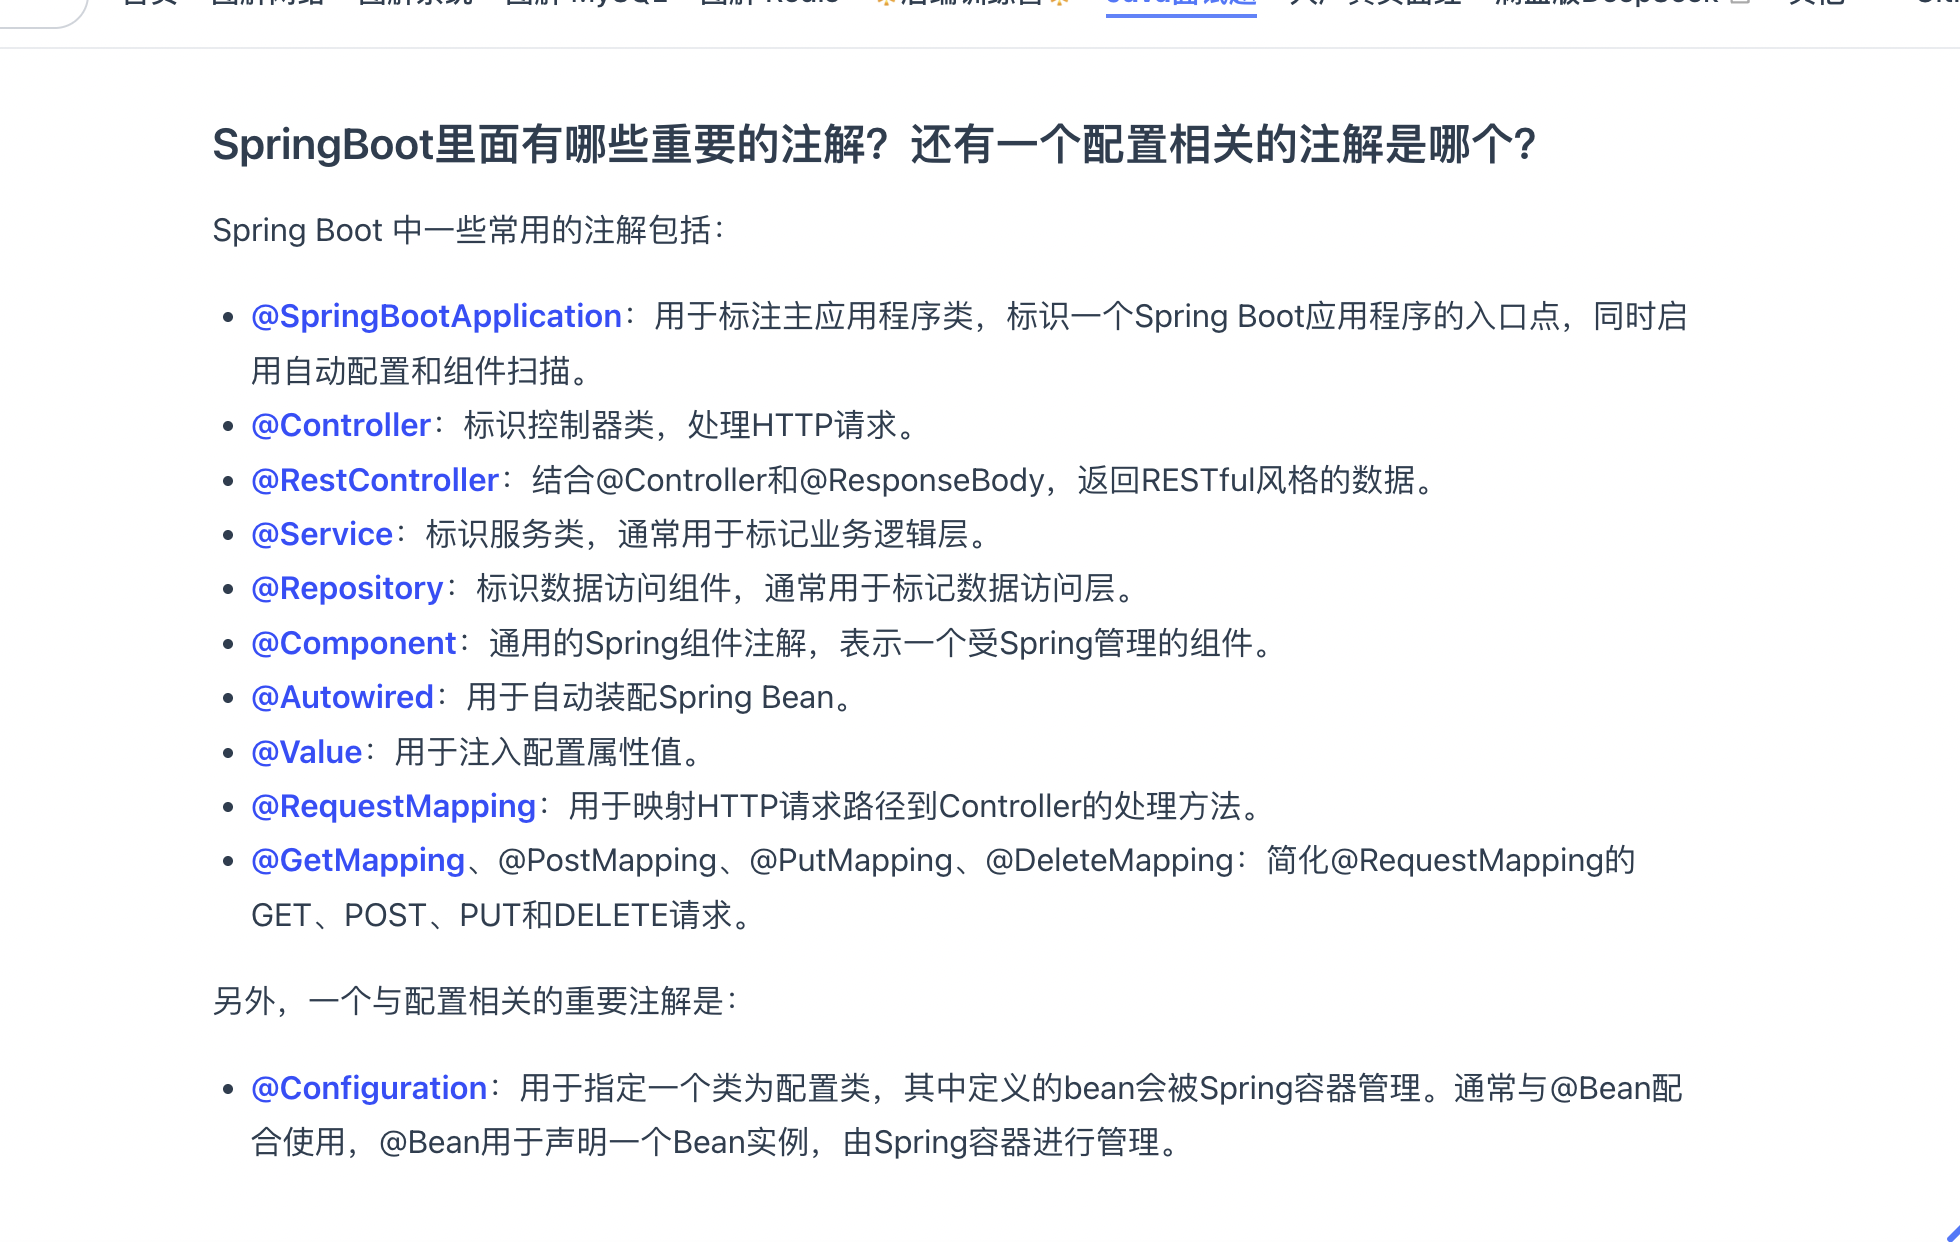 SpringBoot里面有哪些重要的注解？还有一个配置相关的注解是哪个？
Spring Boot 中一些常用的注解包括：
@SpringBootApplication：用于标注主应用程序类，标识一个Spring Boot应用程序的入口点，同时启
用自动配置和组件扫描。
@Controller：标识控制器类，处理HTTP请求。
@RestController：结合@Controller和@ResponseBody，返回RESTful风格的数据。
@Service：标识服务类，通常用于标记业务逻辑层。
@Repository：标识数据访问组件，通常用于标记数据访问层。
@Component：通用的Spring组件注解，表示一个受Spring管理的组件。
@Autowired：用于自动装配Spring Bean。
@Value：用于注入配置属性值。
@RequestMapping：用于映射HTTP请求路径到Controller的处理方法。
@GetMapping、@PostMapping、@PutMapping、@DeleteMapping：简化@RequestMapping的
GET、POST、PUT和DELETE请求。
另外，一个与配置相关的重要注解是：
@Configuration：用于指定一个类为配置类，其中定义的bean会被Spring容器管理。通常与@Bean配
合使用，@Bean用于声明一个Bean实例，由Spring容器进行管理。